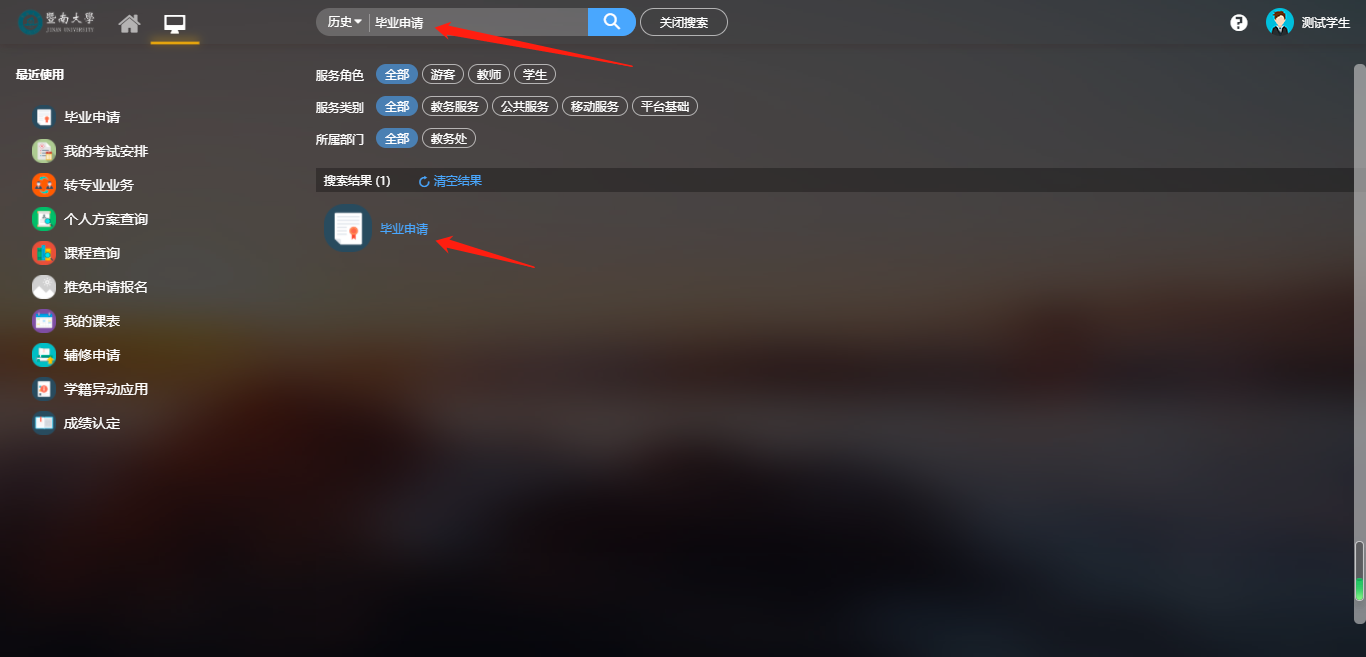 暨南大學
JINAN UNIVERSITY
历史 毕业申请 关闭搜索 测试学生
最近使用
毕业申请
我的考试安排
转专业业务
个人方案查询
课程查询
推免申请报名
我的课表
辅修申请
学籍异动应用
成绩认定
服务角色 全部 游客 教师 学生
服务类别 全部 教务服务 公共服务 移动服务 平台基础
所属部门 全部 教务处
搜索结果 (1) 清空结果
毕业申请